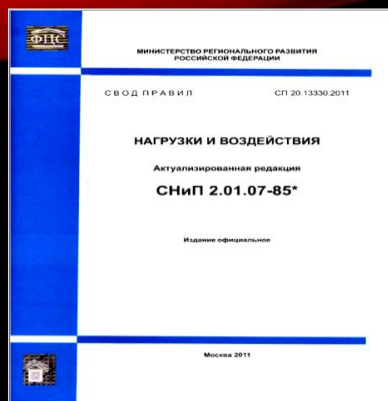 ФЦС
МИНИСТЕРСТВО РЕГИОНАЛЬНОГО РАЗВИТИЯ
РОССИЙСКОЙ ФЕДЕРАЦИИ
СВОД ПРАВИЛ СП 20.13330.2011
НАГРУЗКИ И ВОЗДЕЙСТВИЯ
Актуализированная редакция
СНиП 2.01.07-85*
Издание официальное
Москва 2011